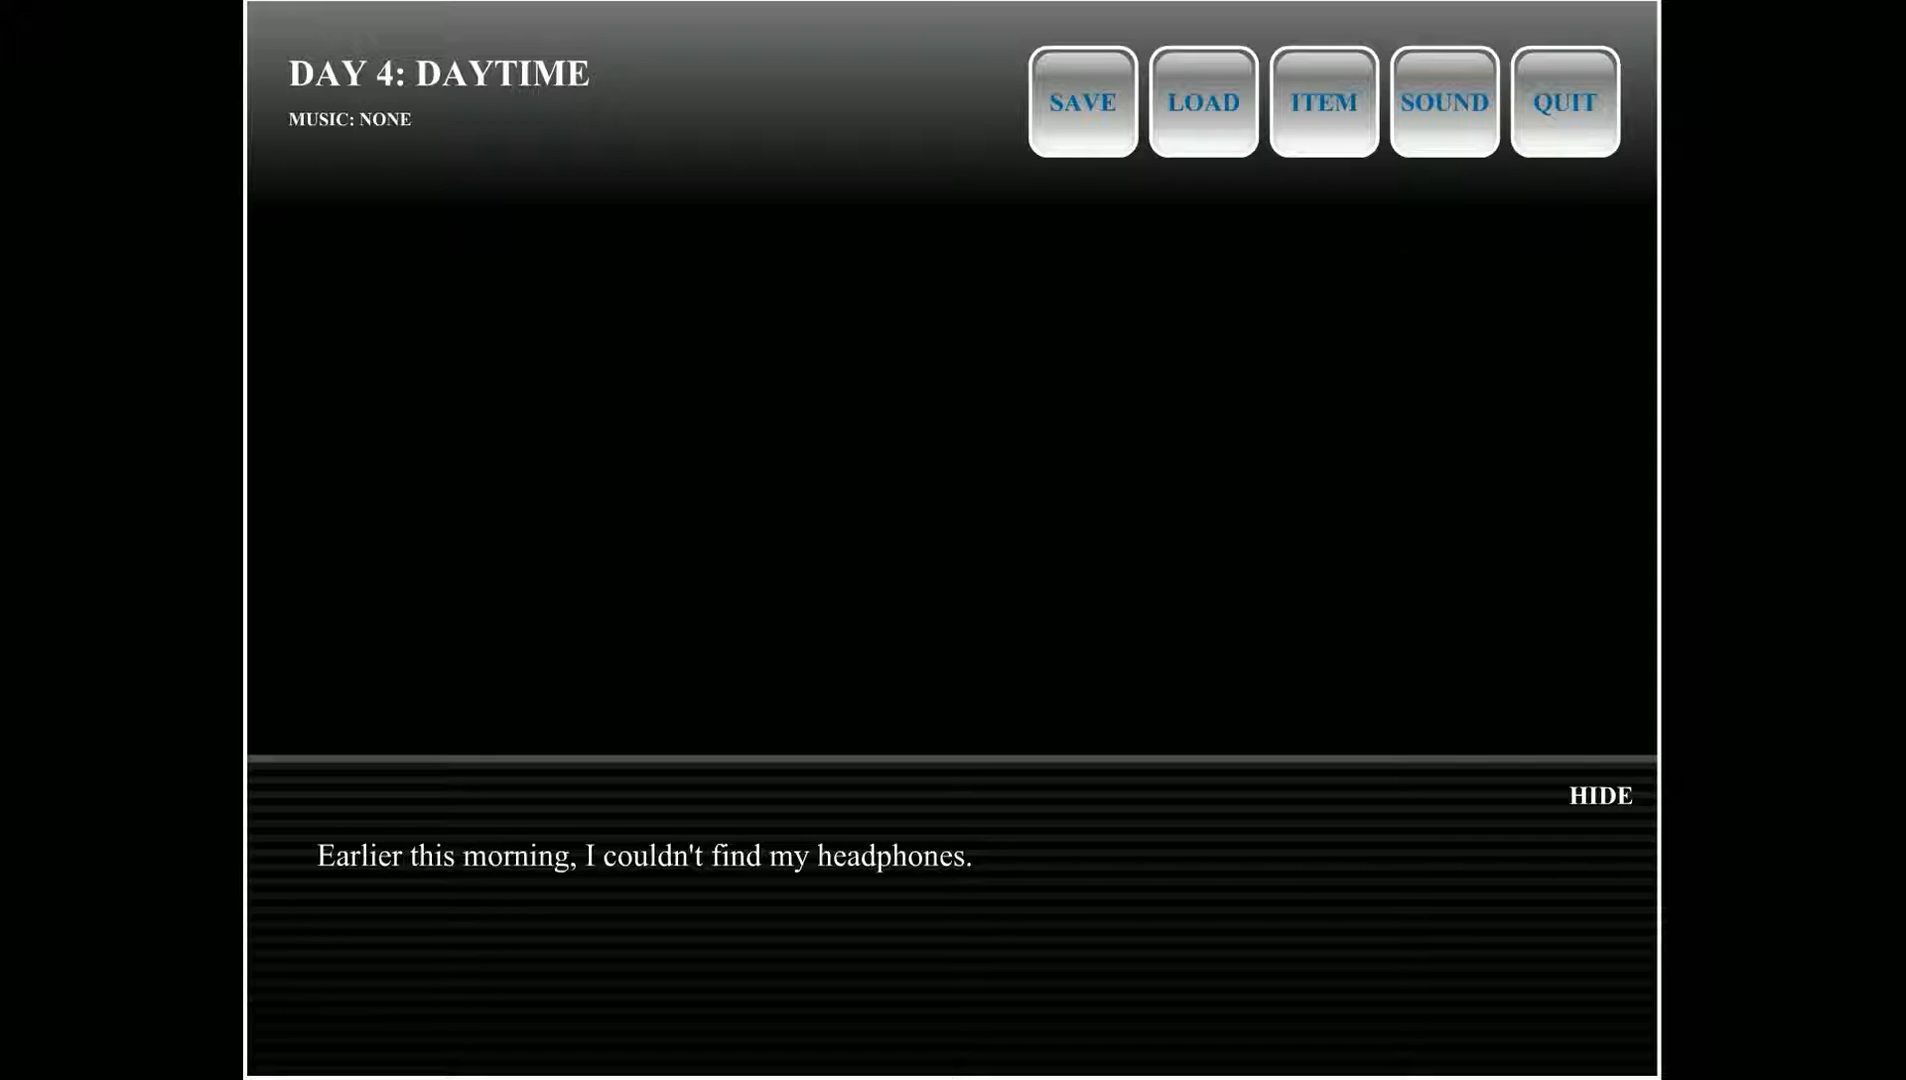 DAY 4: DAYTIME
MUSIC: NONE
SAVE LOAD ITEM SOUND QUIT
HIDE
Earlier this morning, I couldn't find my headphones.